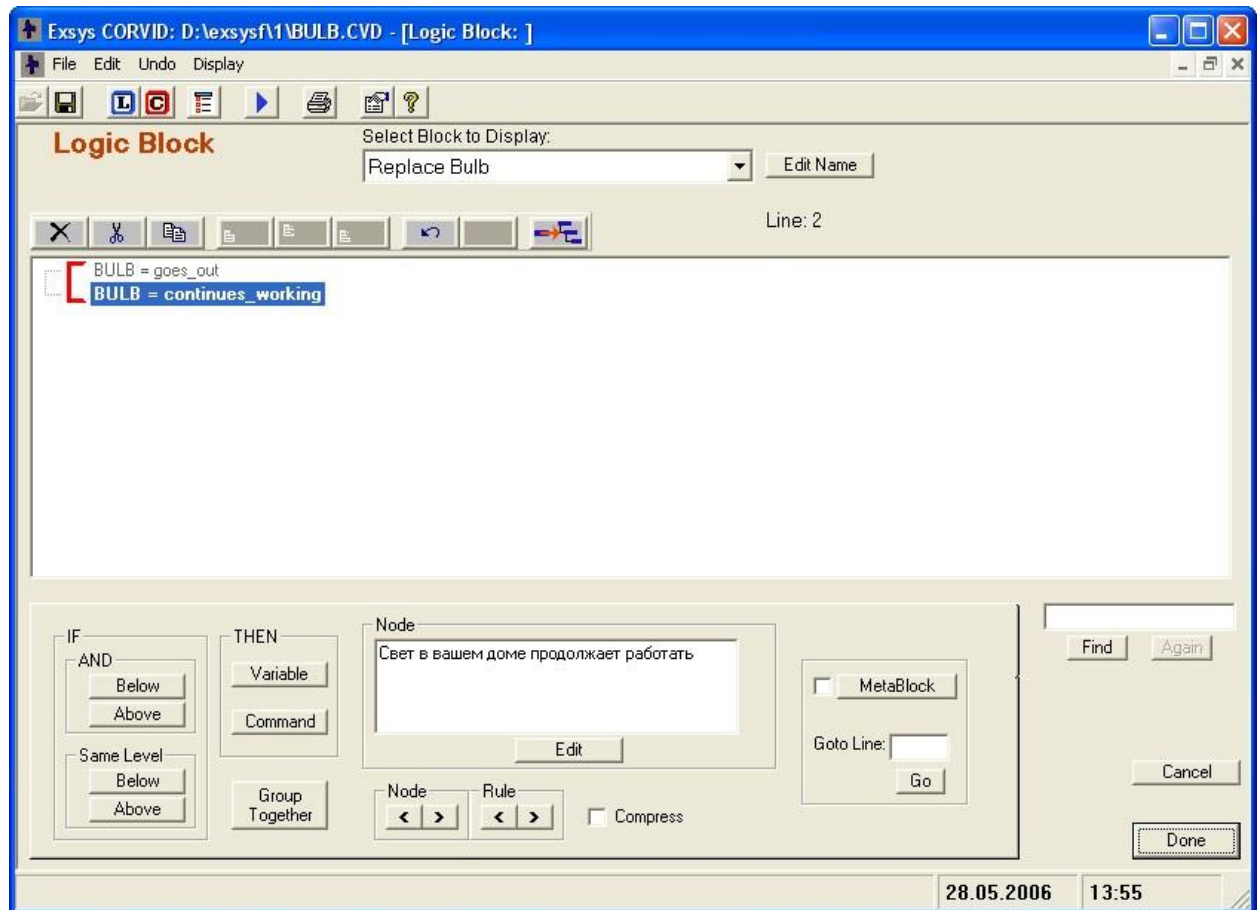 Exsys CORVID: D:\exsysf\1\BULB.CVD - [Logic Block: ]
File Edit Undo Display
Logic Block
Select Block to Display:
Replace Bulb
Edit Name
Line: 2
BULB = goes_out
BULB = continues_working
IF
AND
Below
Above
Same Level
Below
Above
THEN
Variable
Command
Group
Together
Node
Свет в вашем доме продолжает работать
Edit
Node
< >
Rule
< >
Compress
MetaBlock
Goto Line:
Go
Find Again
Cancel
Done
28.05.2006 13:55